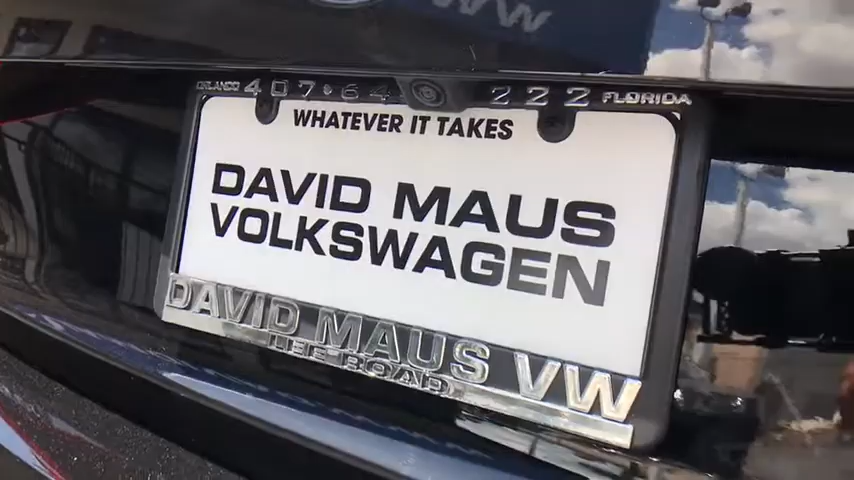 ORLANDO 407•64 222 FLORIDA
WHATEVER IT TAKES
DAVID MAUS
VOLKSWAGEN
DAVID MAUS VW
LEE ROAD